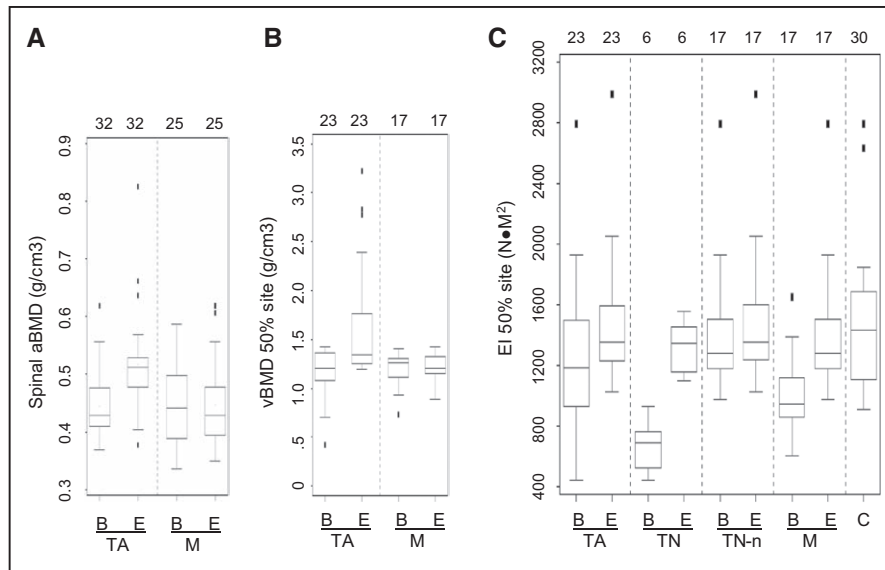 A
32 32 25 25
Spinal aBMD (g/cm3)
0.9
0.8
0.7
0.6
0.5
0.4
0.3
B E B E
TA M
B
23 23 17 17
vBMD 50% site (g/cm3)
3.5
3.0
2.5
2.0
1.5
1.0
.5
0
B E B E
TA M
C
23 23 6 6 17 17 17 17 30
EI 50% site (N●M²)
3200
2800
2400
2000
1600
1200
800
400
B E B E B E B E C
TA TN TN-n M